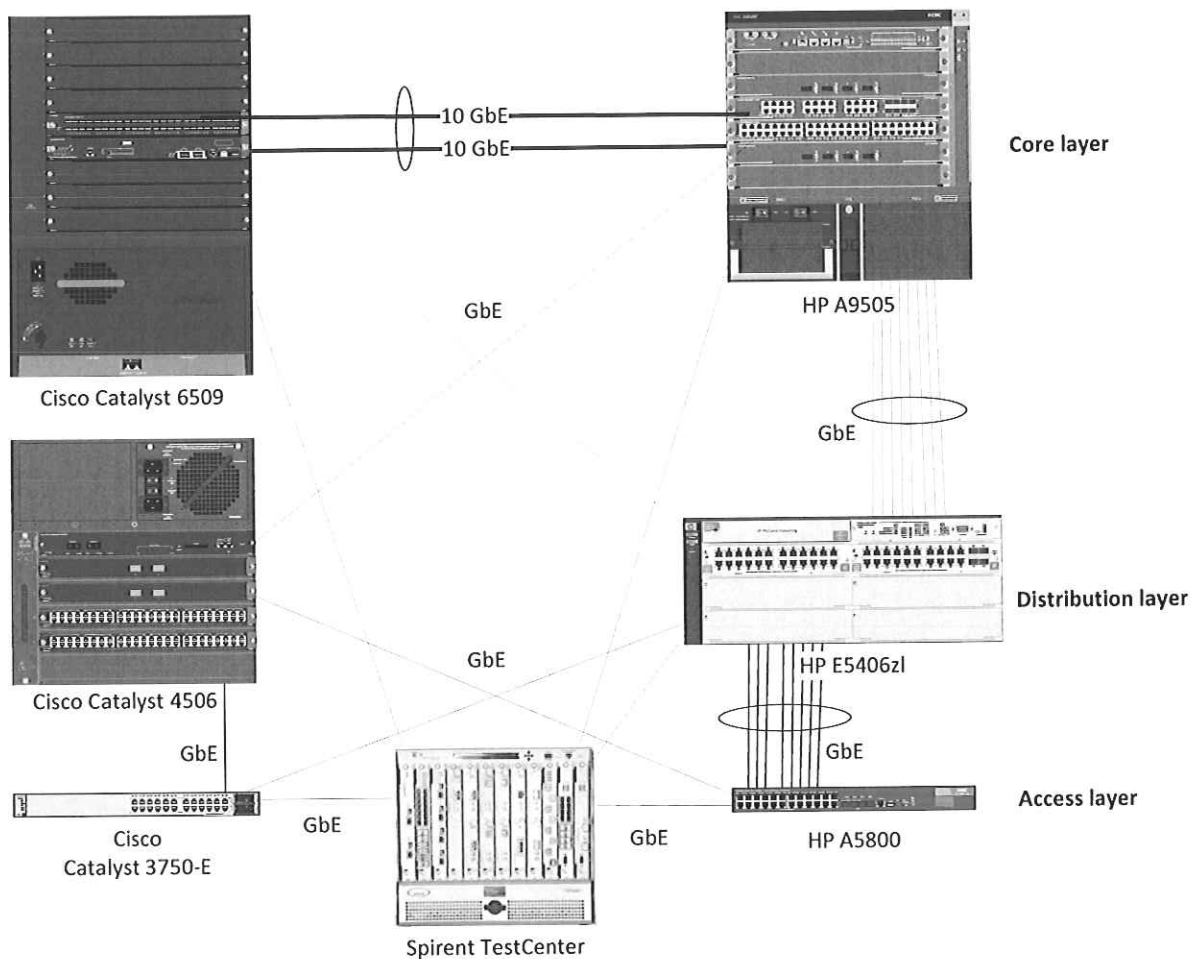 10 GbE
10 GbE
Core layer
GbE
HP A9505
Cisco Catalyst 6509
GbE
Distribution layer
GbE
HP E5406zl
Cisco Catalyst 4506
GbE
GbE
Access layer
Cisco
Catalyst 3750-E
GbE
GbE
HP A5800
Spirent TestCenter